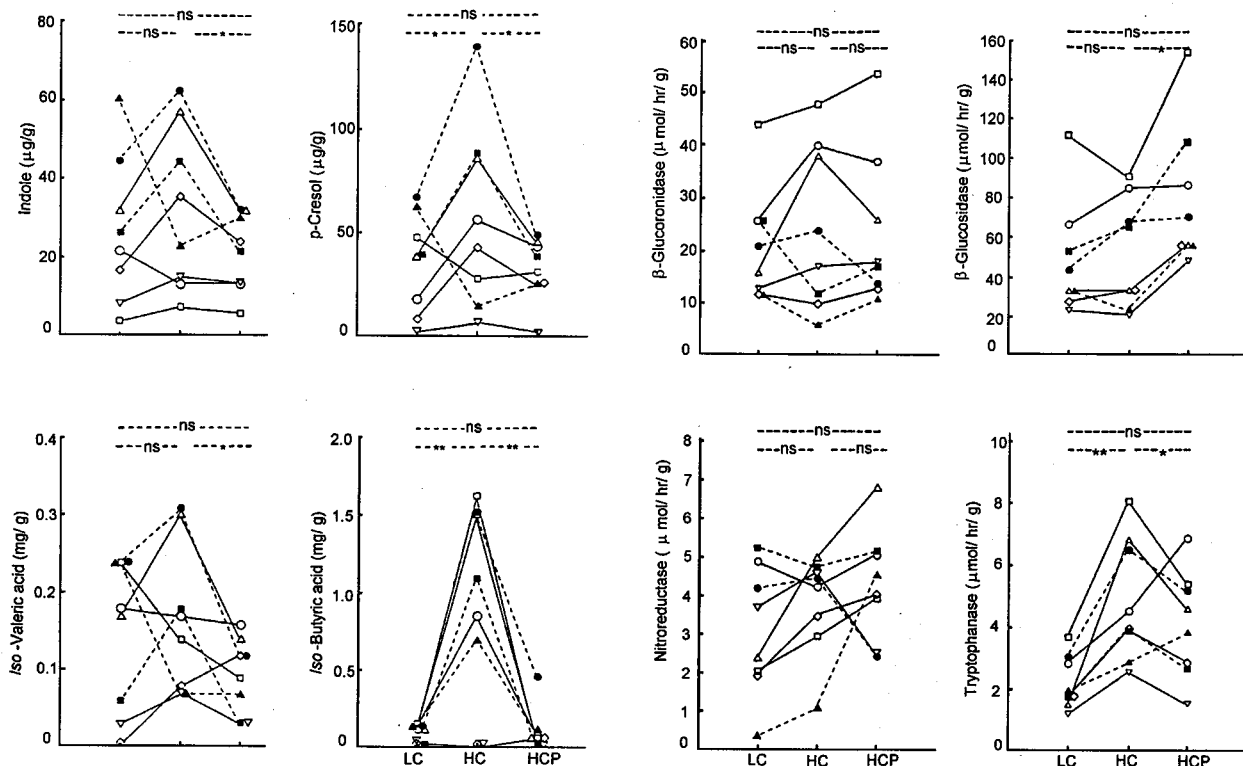 ns
ns *
80
60
40
20
0
Indole (μg/g)
ns
* *
150
100
50
0
p-Cresol (μg/g)
ns
ns ns
60
50
40
30
20
10
0
β-Glucoronidase (μmol/ hr/ g)
ns
ns *
160
140
120
100
80
60
40
20
0
β-Glucosidase (μmol/ hr/ g)
ns
ns *
0.4
0.3
0.2
0.1
0
Iso-Valeric acid (mg/ g)
ns
** **
2.0
1.5
1.0
0.5
0
Iso-Butyric acid (mg/ g)
LC HC HCP
ns
ns ns
8
7
6
5
4
3
2
1
0
Nitroreductase ( μ mol/ hr/ g)
ns
** *
10
8
6
4
2
0
Tryptophanase (μmol/ hr/ g)
LC HC HCP